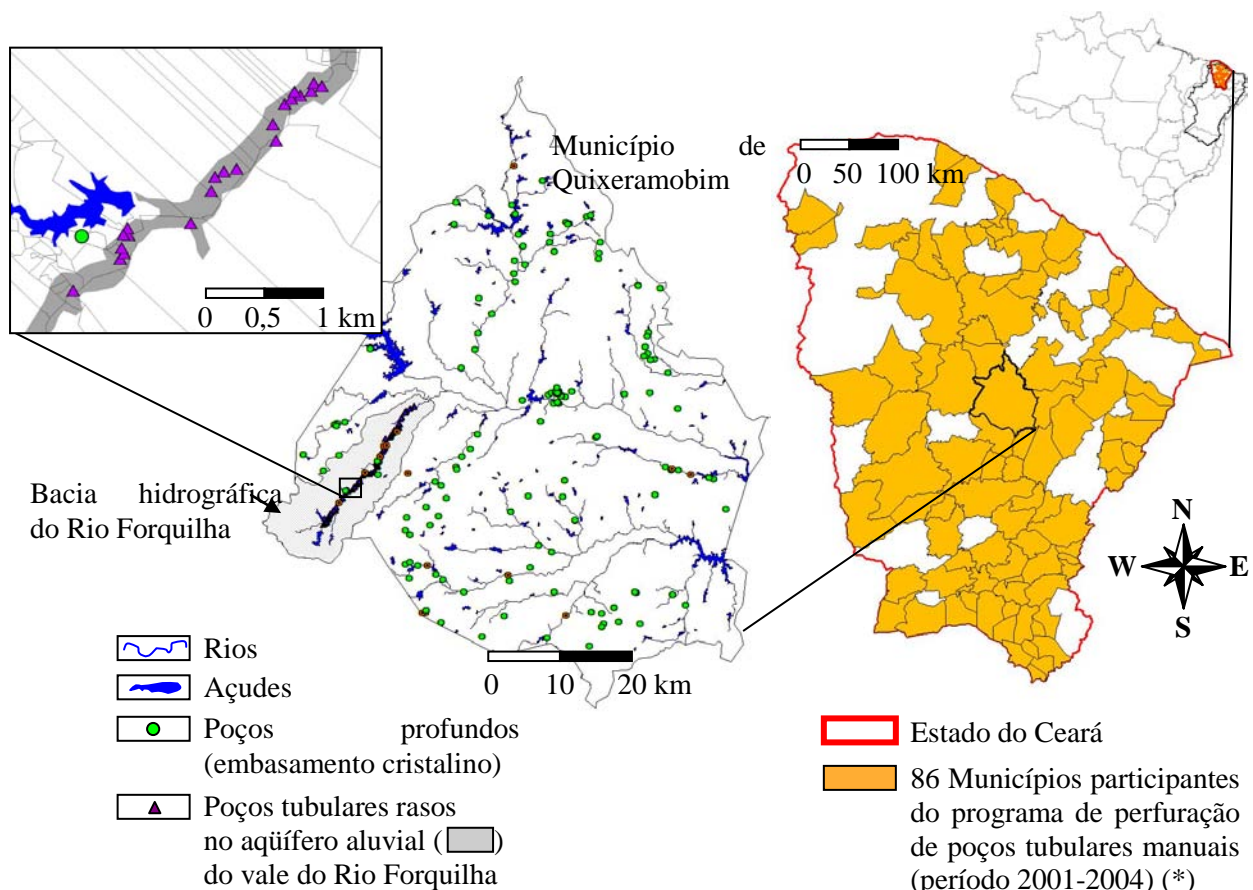 0 0,5 1 km
Município de
Quixeramobim
0 50 100 km
Bacia hidrográfica
do Rio Forquilha
N
W E
S
0 10 20 km
Rios
Açudes
Poços profundos
(embasamento cristalino)
Poços tubulares rasos
no aqüífero aluvial ( )
do vale do Rio Forquilha
Estado do Ceará
86 Municípios participantes
do programa de perfuração
de poços tubulares manuais
(período 2001-2004) (*)